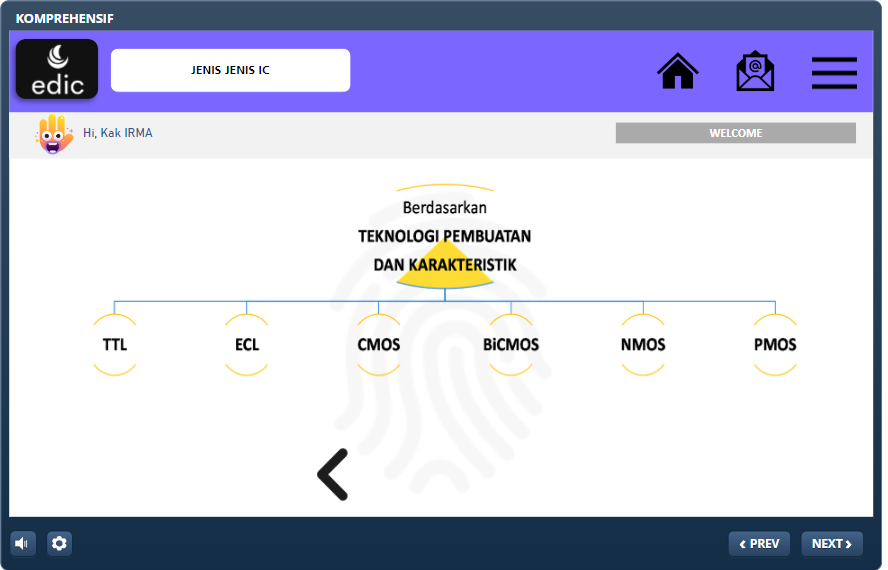 KOMPREHENSIF
edic
JENIS JENIS IC
@
Hi, Kak IRMA
WELCOME
Berdasarkan
TEKNOLOGI PEMBUATAN
DAN KARAKTERISTIK
TTL
ECL
CMOS
BiCMOS
NMOS
PMOS
PREV
NEXT